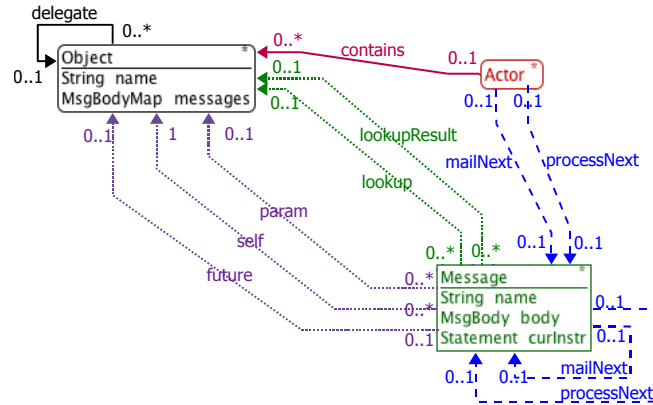 delegate
0..*
0..1
Object *
String name
MsgBodyMap messages
0..*
contains
0..1
Actor *
0..1
0..1
0..1
0..1
0..1
1
0..1
lookupResult
mailNext
processNext
lookup
param
self
future
0..1
0..1
0..*
0..*
0..*
0..*
0..1
Message *
String name
MsgBody body
Statement curInstr
0..1
0..1
mailNext
0..1
0..1
processNext